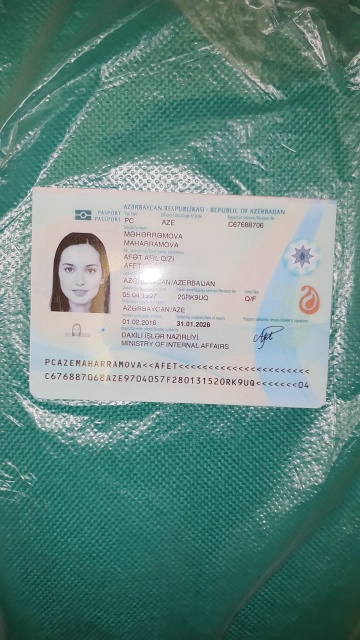 AZƏRBAYCAN RESPUBLİKASI - REPUBLIC OF AZERBAIJAN
PASPORT
PASSPORT
PC AZE C67688706
MƏHƏRRƏMOVA
MAHARRAMOVA
AFƏT AFİL QIZI
AFET
AZƏRBAYCAN/AZERBAIJAN
05.04.1997 20RK9UQ Q/F
AZƏRBAYCAN/AZE
01.02.2018 31.01.2028
DAXİLİ İŞLƏR NAZİRLİYİ
MINISTRY OF INTERNAL AFFAIRS
PCAZEMAHARRAMOVA<<AFET<<<<<<<<<<<<<<<<<<<<<<
C676887068AZE9704057F280131520RK9UQ<<<<<<<04